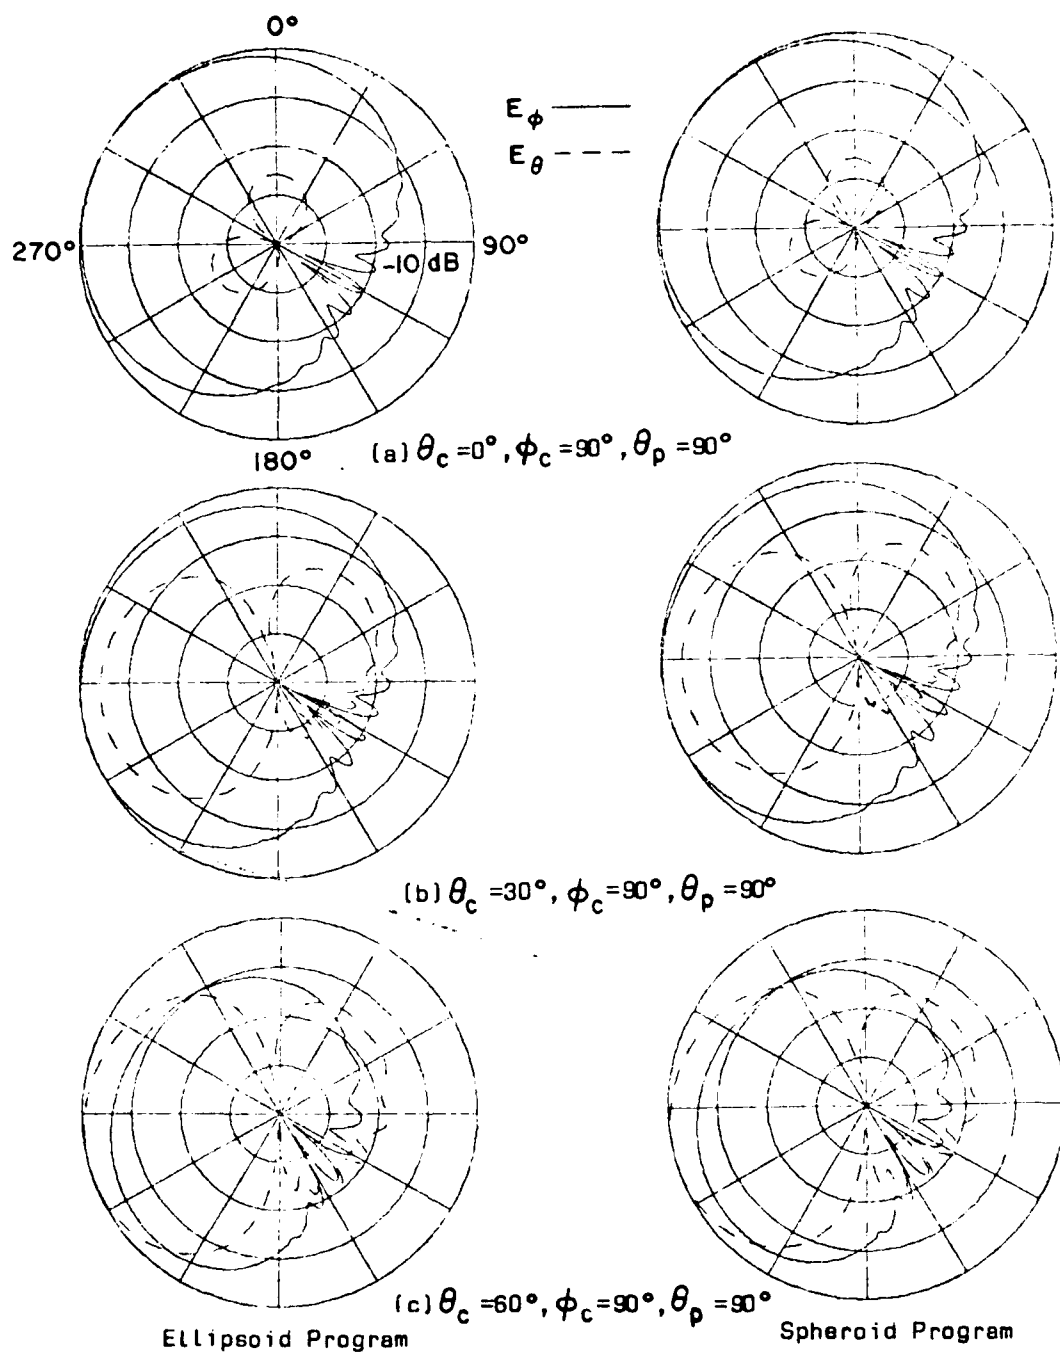 0°
E_ϕ
E_θ
270°
90°
-10 dB
180°
(a) θ_c =0°, ϕ_c =90°, θ_p =90°
(b) θ_c =30°, ϕ_c =90°, θ_p =90°
(c) θ_c =60°, ϕ_c =90°, θ_p =90°
Ellipsoid Program
Spheroid Program